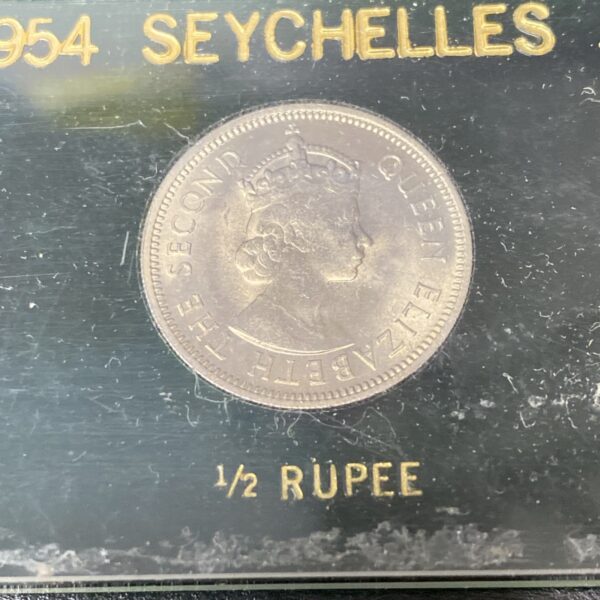 954 SEYCHELLES
QUEEN ELIZABETH THE SECOND
1/2 RUPEE